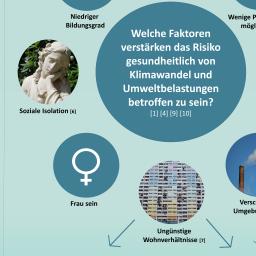 Niedriger
Bildungsgrad
Welche Faktoren
verstärken das Risiko
gesundheitlich von
Klimawandel und
Umweltbelastungen
betroffen zu sein?
[1] [4] [9] [10]
Wenige
mögl
Soziale Isolation [6]
Frau sein
Ungünstige
Wohnverhältnisse [7]
Versc
Umgeb